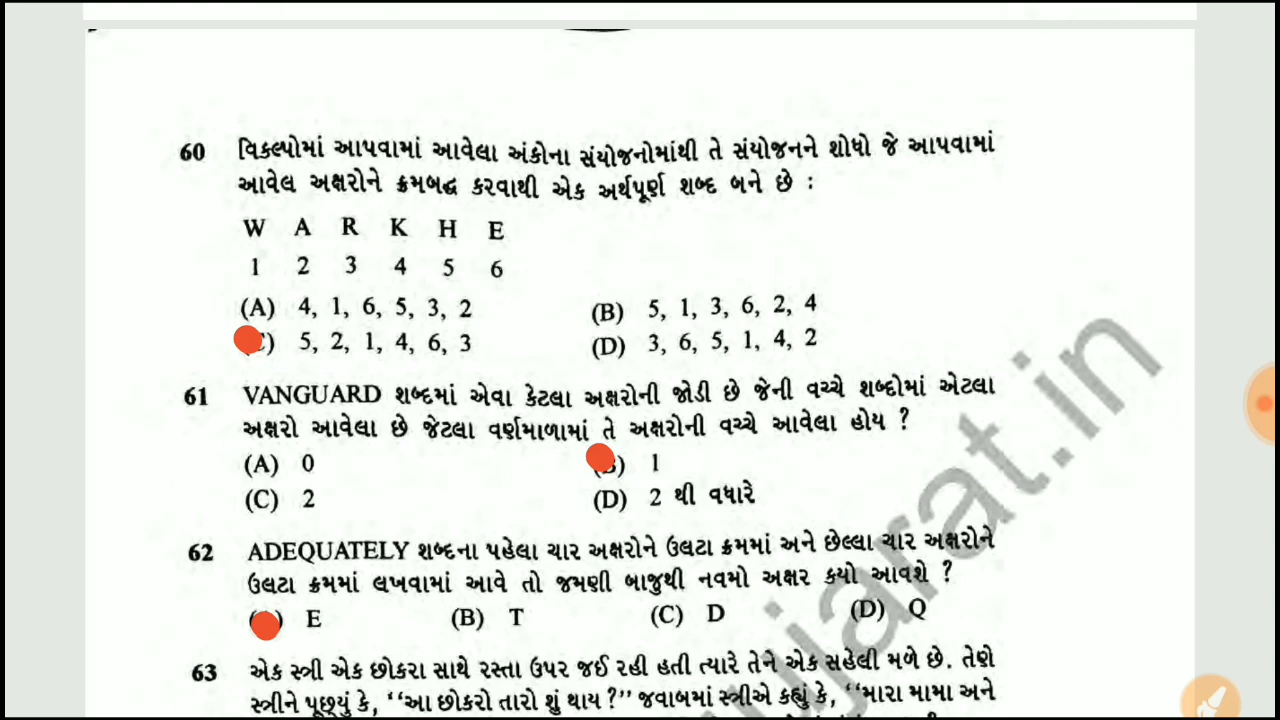 60 વિકલ્પોમાં આપવામાં આવેલા અંકોના સંયોજનોમાંથી તે સંયોજનને શોધો જે આપવામાં
આવેલ અક્ષરોને ક્રમબદ્ધ કરવાથી એક અર્થપૂર્ણ શબ્દ બને છે :
W A R K H E
1 2 3 4 5 6
(A) 4, 1, 6, 5, 3, 2 (B) 5, 1, 3, 6, 2, 4
5, 2, 1, 4, 6, 3 (D) 3, 6, 5, 1, 4, 2
61 VANGUARD શબ્દમાં એવા કેટલા અક્ષરોની જોડી છે જેની વચ્ચે શબ્દોમાં એટલા
અક્ષરો આવેલા છે જેટલા વર્ણમાળામાં તે અક્ષરોની વચ્ચે આવેલા હોય ?
(A) 0 1
(C) 2 (D) 2 થી વધારે
62 ADEQUATELY શબ્દના પહેલા ચાર અક્ષરોને ઉલટા ક્રમમાં અને છેલ્લા ચાર અક્ષરોને
ઉલટા ક્રમમાં લખવામાં આવે તો જમણી બાજુથી નવમો અક્ષર કયો આવશે ?
E (B) T (C) D (D) Q
63 એક સ્ત્રી એક છોકરા સાથે રસ્તા ઉપર જઈ રહી હતી ત્યારે તેને એક સહેલી મળે છે. તેણે
સ્ત્રીને પૂછ્યું કે, “આ છોકરો તારો શું થાય ?” જવાબમાં સ્ત્રીએ કહ્યું કે, “મારા મામા અને
ujarat.in